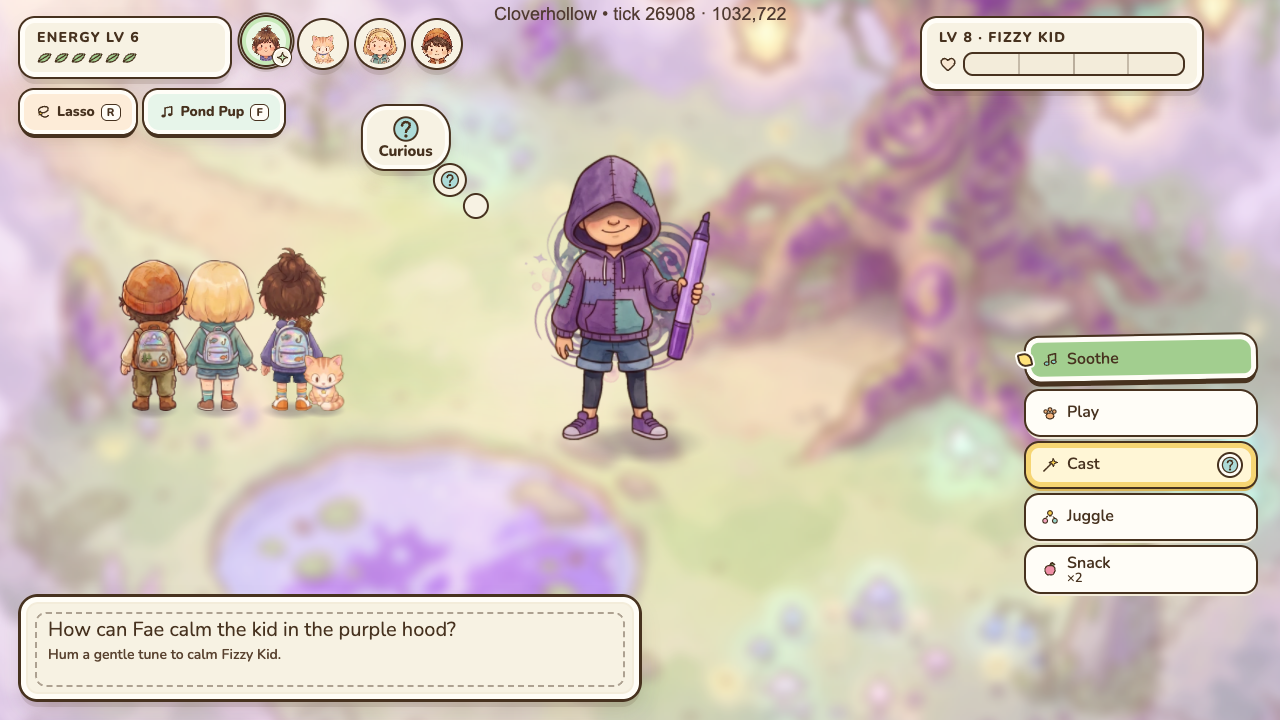 Cloverhollow • tick 26908 · 1032,722
ENERGY LV 6
LV 8 · FIZZY KID
Lasso R
Pond Pup F
?
Curious
?
Soothe
Play
Cast ?
Juggle
Snack
×2
How can Fae calm the kid in the purple hood?
Hum a gentle tune to calm Fizzy Kid.